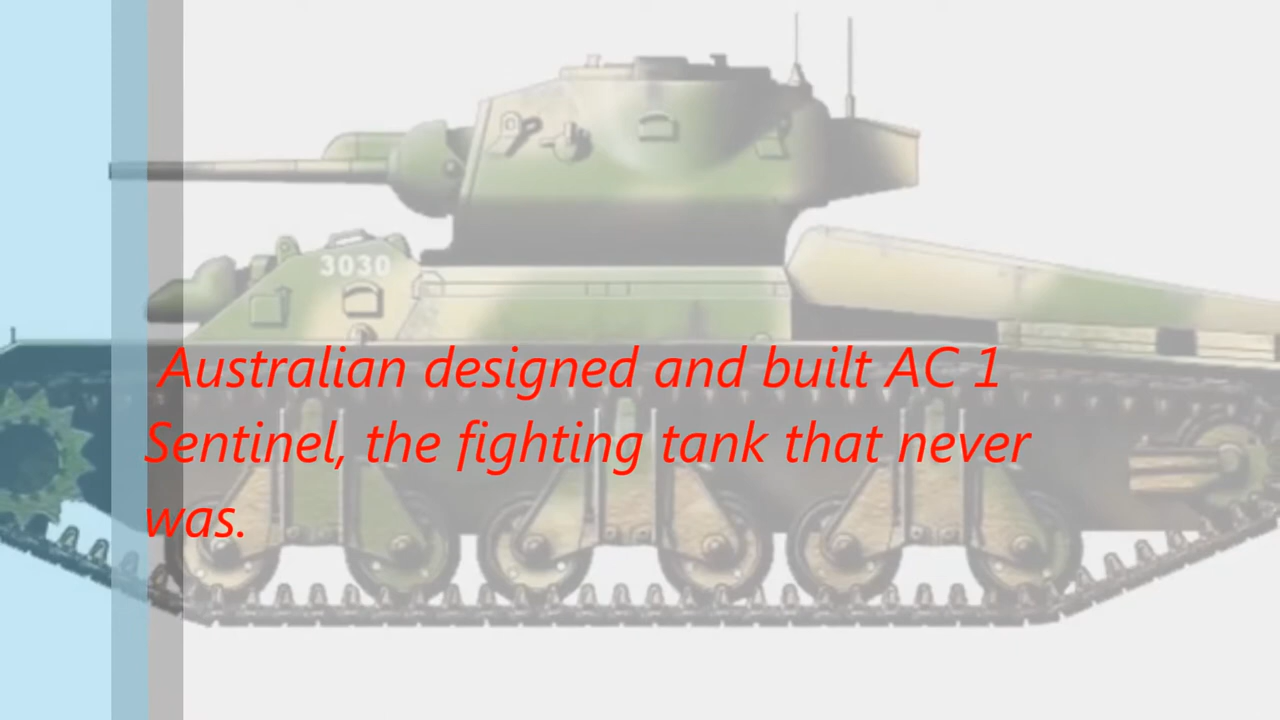 3030
Australian designed and built AC 1
Sentinel, the fighting tank that never
was.